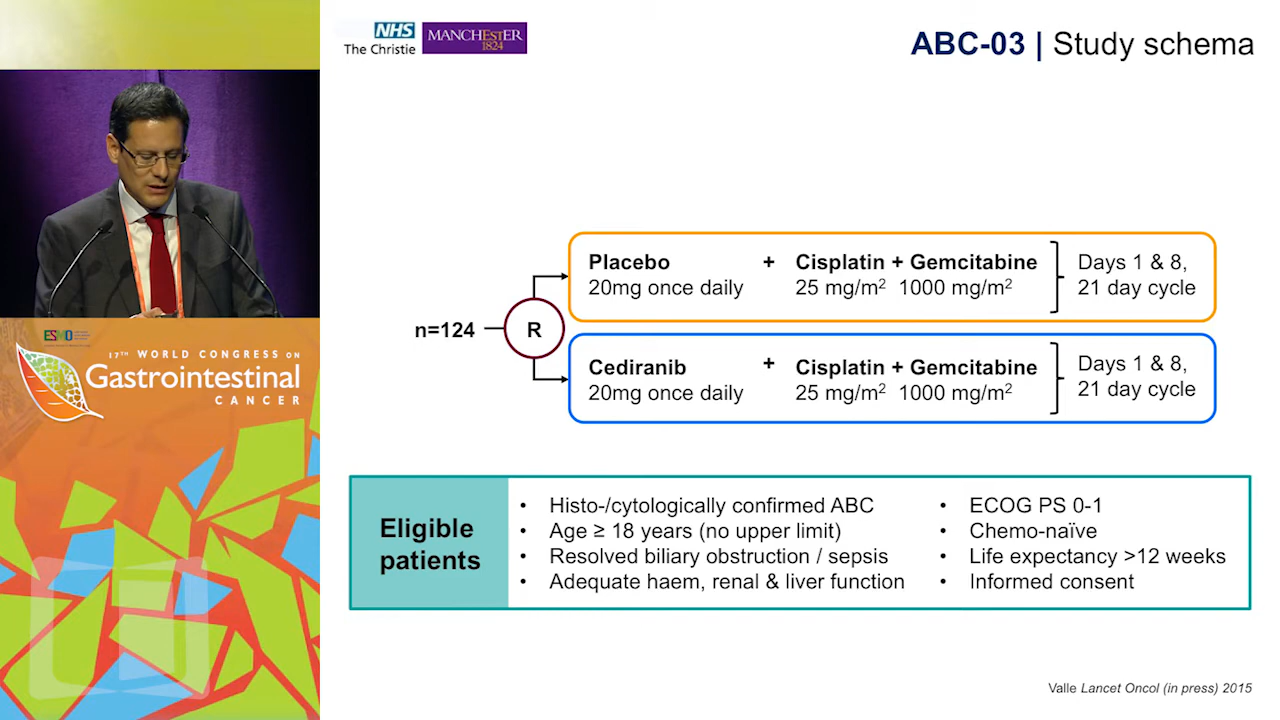 NHS
The Christie
MANCHESTER
1824
ABC-03 | Study schema
n=124
R
Placebo + Cisplatin + Gemcitabine
20mg once daily 25 mg/m² 1000 mg/m²
Days 1 & 8,
21 day cycle
Cediranib + Cisplatin + Gemcitabine
20mg once daily 25 mg/m² 1000 mg/m²
Days 1 & 8,
21 day cycle
Eligible
patients
• Histo-/cytologically confirmed ABC
• Age ≥ 18 years (no upper limit)
• Resolved biliary obstruction / sepsis
• Adequate haem, renal & liver function
• ECOG PS 0-1
• Chemo-naïve
• Life expectancy >12 weeks
• Informed consent
Valle Lancet Oncol (in press) 2015
ESMO
17TH WORLD CONGRESS ON
Gastrointestinal
CANCER